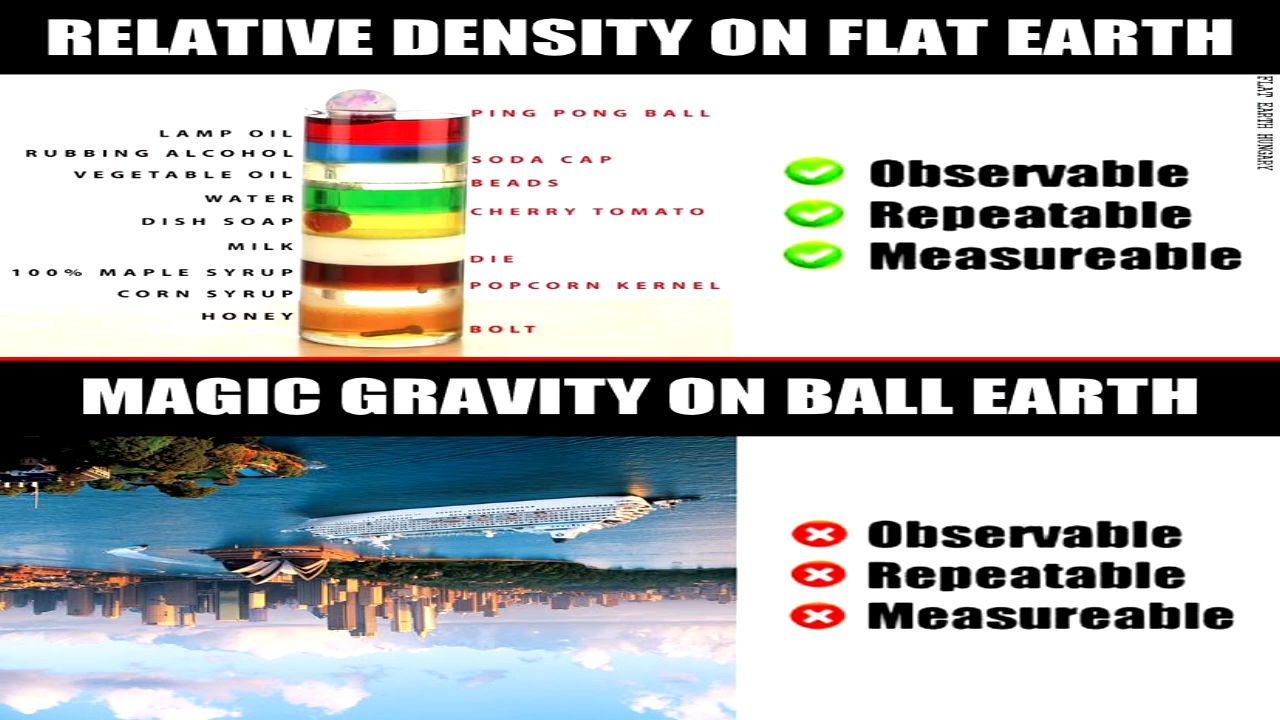 RELATIVE DENSITY ON FLAT EARTH
FLAT EARTH HUNGARY
LAMP OIL
RUBBING ALCOHOL
VEGETABLE OIL
WATER
DISH SOAP
MILK
100% MAPLE SYRUP
CORN SYRUP
HONEY
PING PONG BALL
SODA CAP
BEADS
CHERRY TOMATO
DIE
POPCORN KERNEL
BOLT
Observable
Repeatable
Measureable
MAGIC GRAVITY ON BALL EARTH
Observable
Repeatable
Measureable